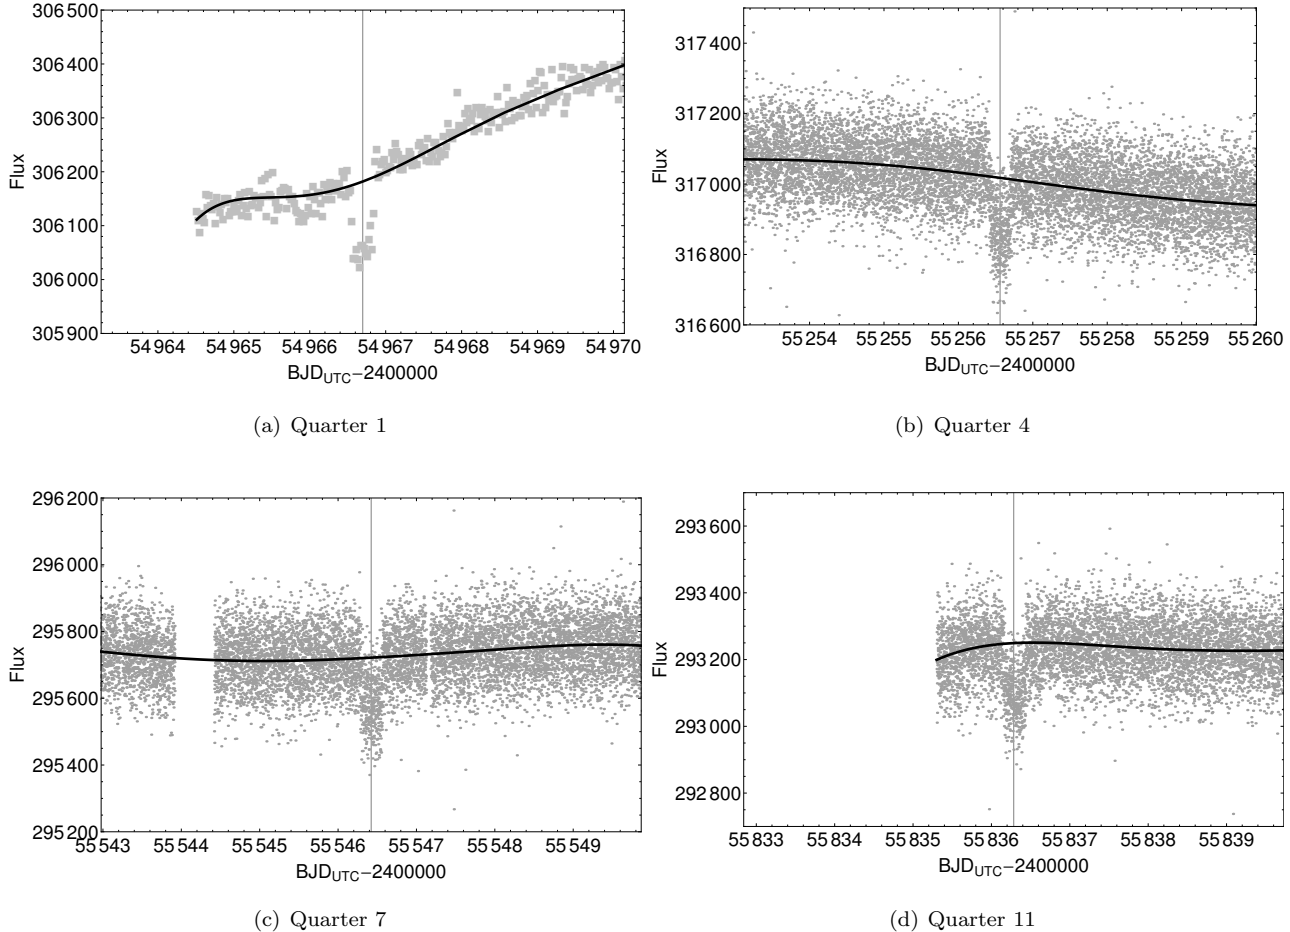 306 500
306 400
306 300
306 200
306 100
306 000
305 900
Flux
54 964 54 965 54 966 54 967 54 968 54 969 54 970
BJD_UTC−2400000
(a) Quarter 1
317 400
317 200
317 000
316 800
316 600
Flux
55 254 55 255 55 256 55 257 55 258 55 259 55 260
BJD_UTC−2400000
(b) Quarter 4
296 200
296 000
295 800
295 600
295 400
295 200
Flux
55 543 55 544 55 545 55 546 55 547 55 548 55 549
BJD_UTC−2400000
(c) Quarter 7
293 600
293 400
293 200
293 000
292 800
Flux
55 833 55 834 55 835 55 836 55 837 55 838 55 839
BJD_UTC−2400000
(d) Quarter 11